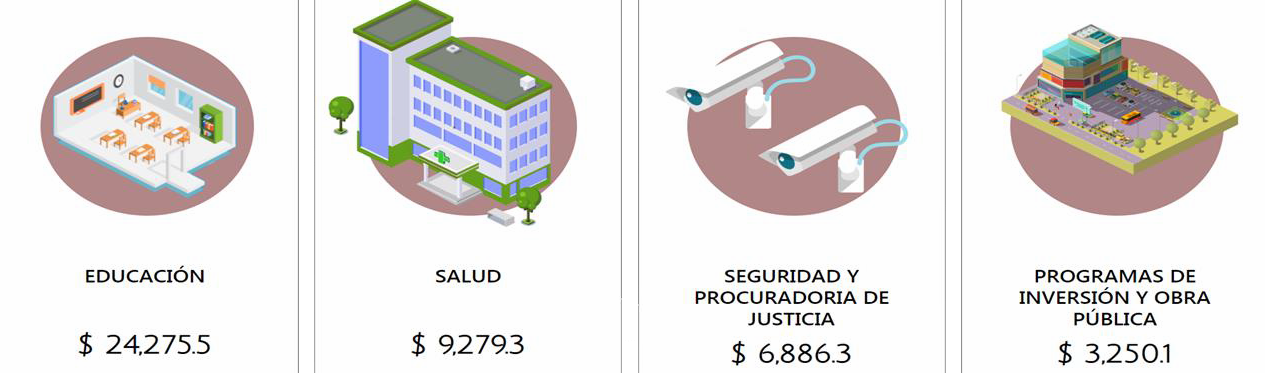 EDUCACIÓN
$ 24,275.5
SALUD
$ 9,279.3
SEGURIDAD Y
PROCURADORIA DE
JUSTICIA
$ 6,886.3
PROGRAMAS DE
INVERSIÓN Y OBRA
PÚBLICA
$ 3,250.1